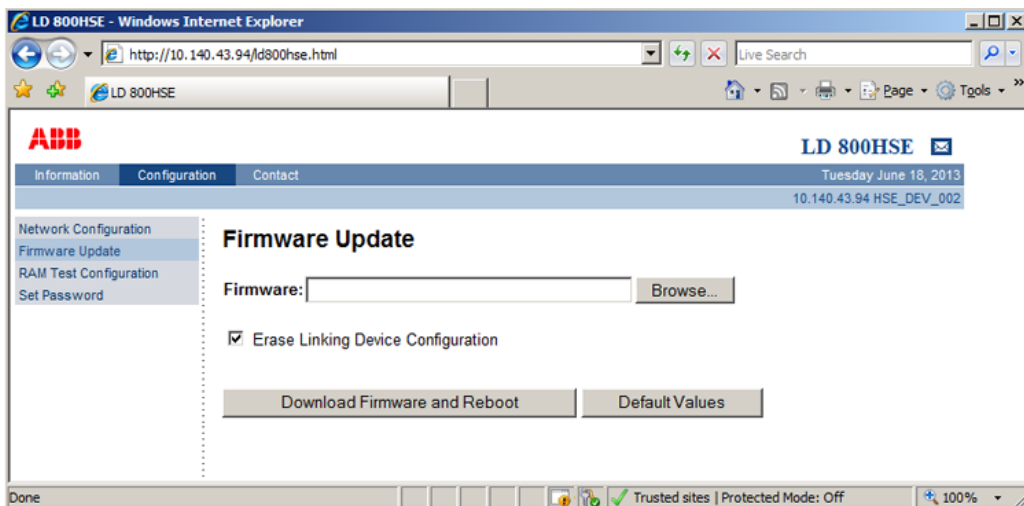 LD 800HSE - Windows Internet Explorer
http://10.140.43.94/ld800hse.html
Live Search
LD 800HSE
Page
Tools
»
ABB
LD 800HSE
Information Configuration Contact
Tuesday June 18, 2013
10.140.43.94 HSE_DEV_002
Network Configuration
Firmware Update
RAM Test Configuration
Set Password
Firmware Update
Firmware:
Browse...
Erase Linking Device Configuration
Download Firmware and Reboot
Default Values
Done
Trusted sites | Protected Mode: Off
100%